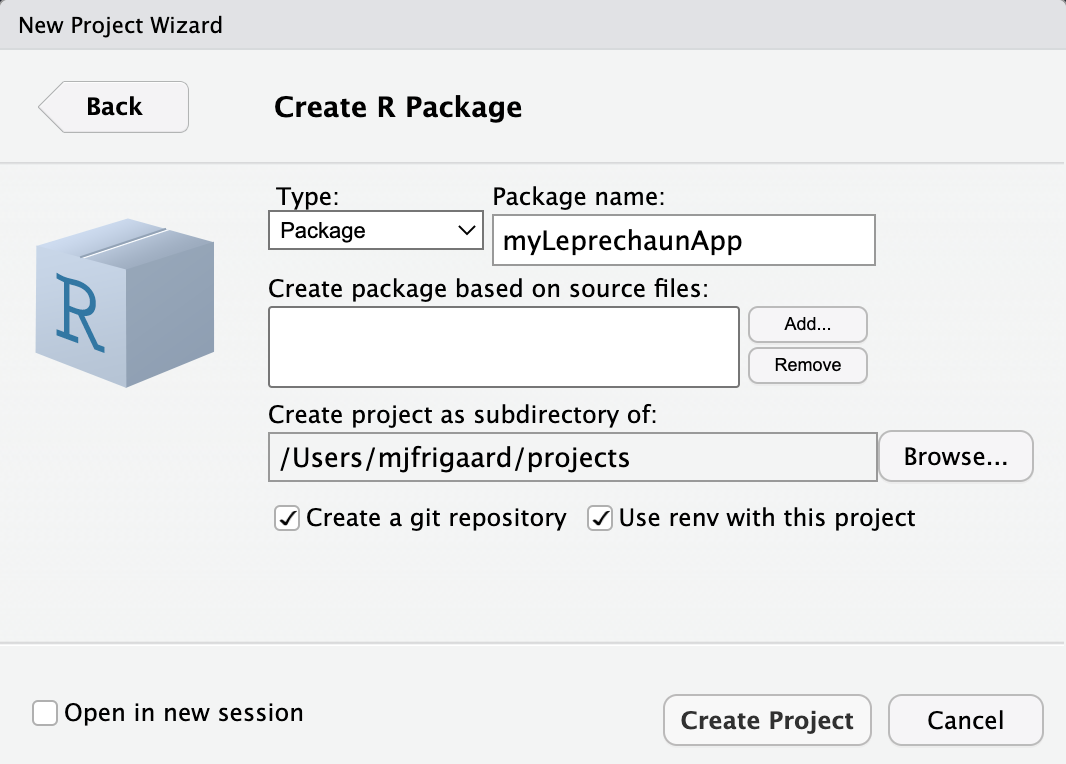 New Project Wizard
Back
Create R Package
R
Type:
Package name:
Package
myLeprechaunApp
Create package based on source files:
Add...
Remove
Create project as subdirectory of:
/Users/mjfrigaard/projects
Browse...
Create a git repository
Use renv with this project
Open in new session
Create Project
Cancel